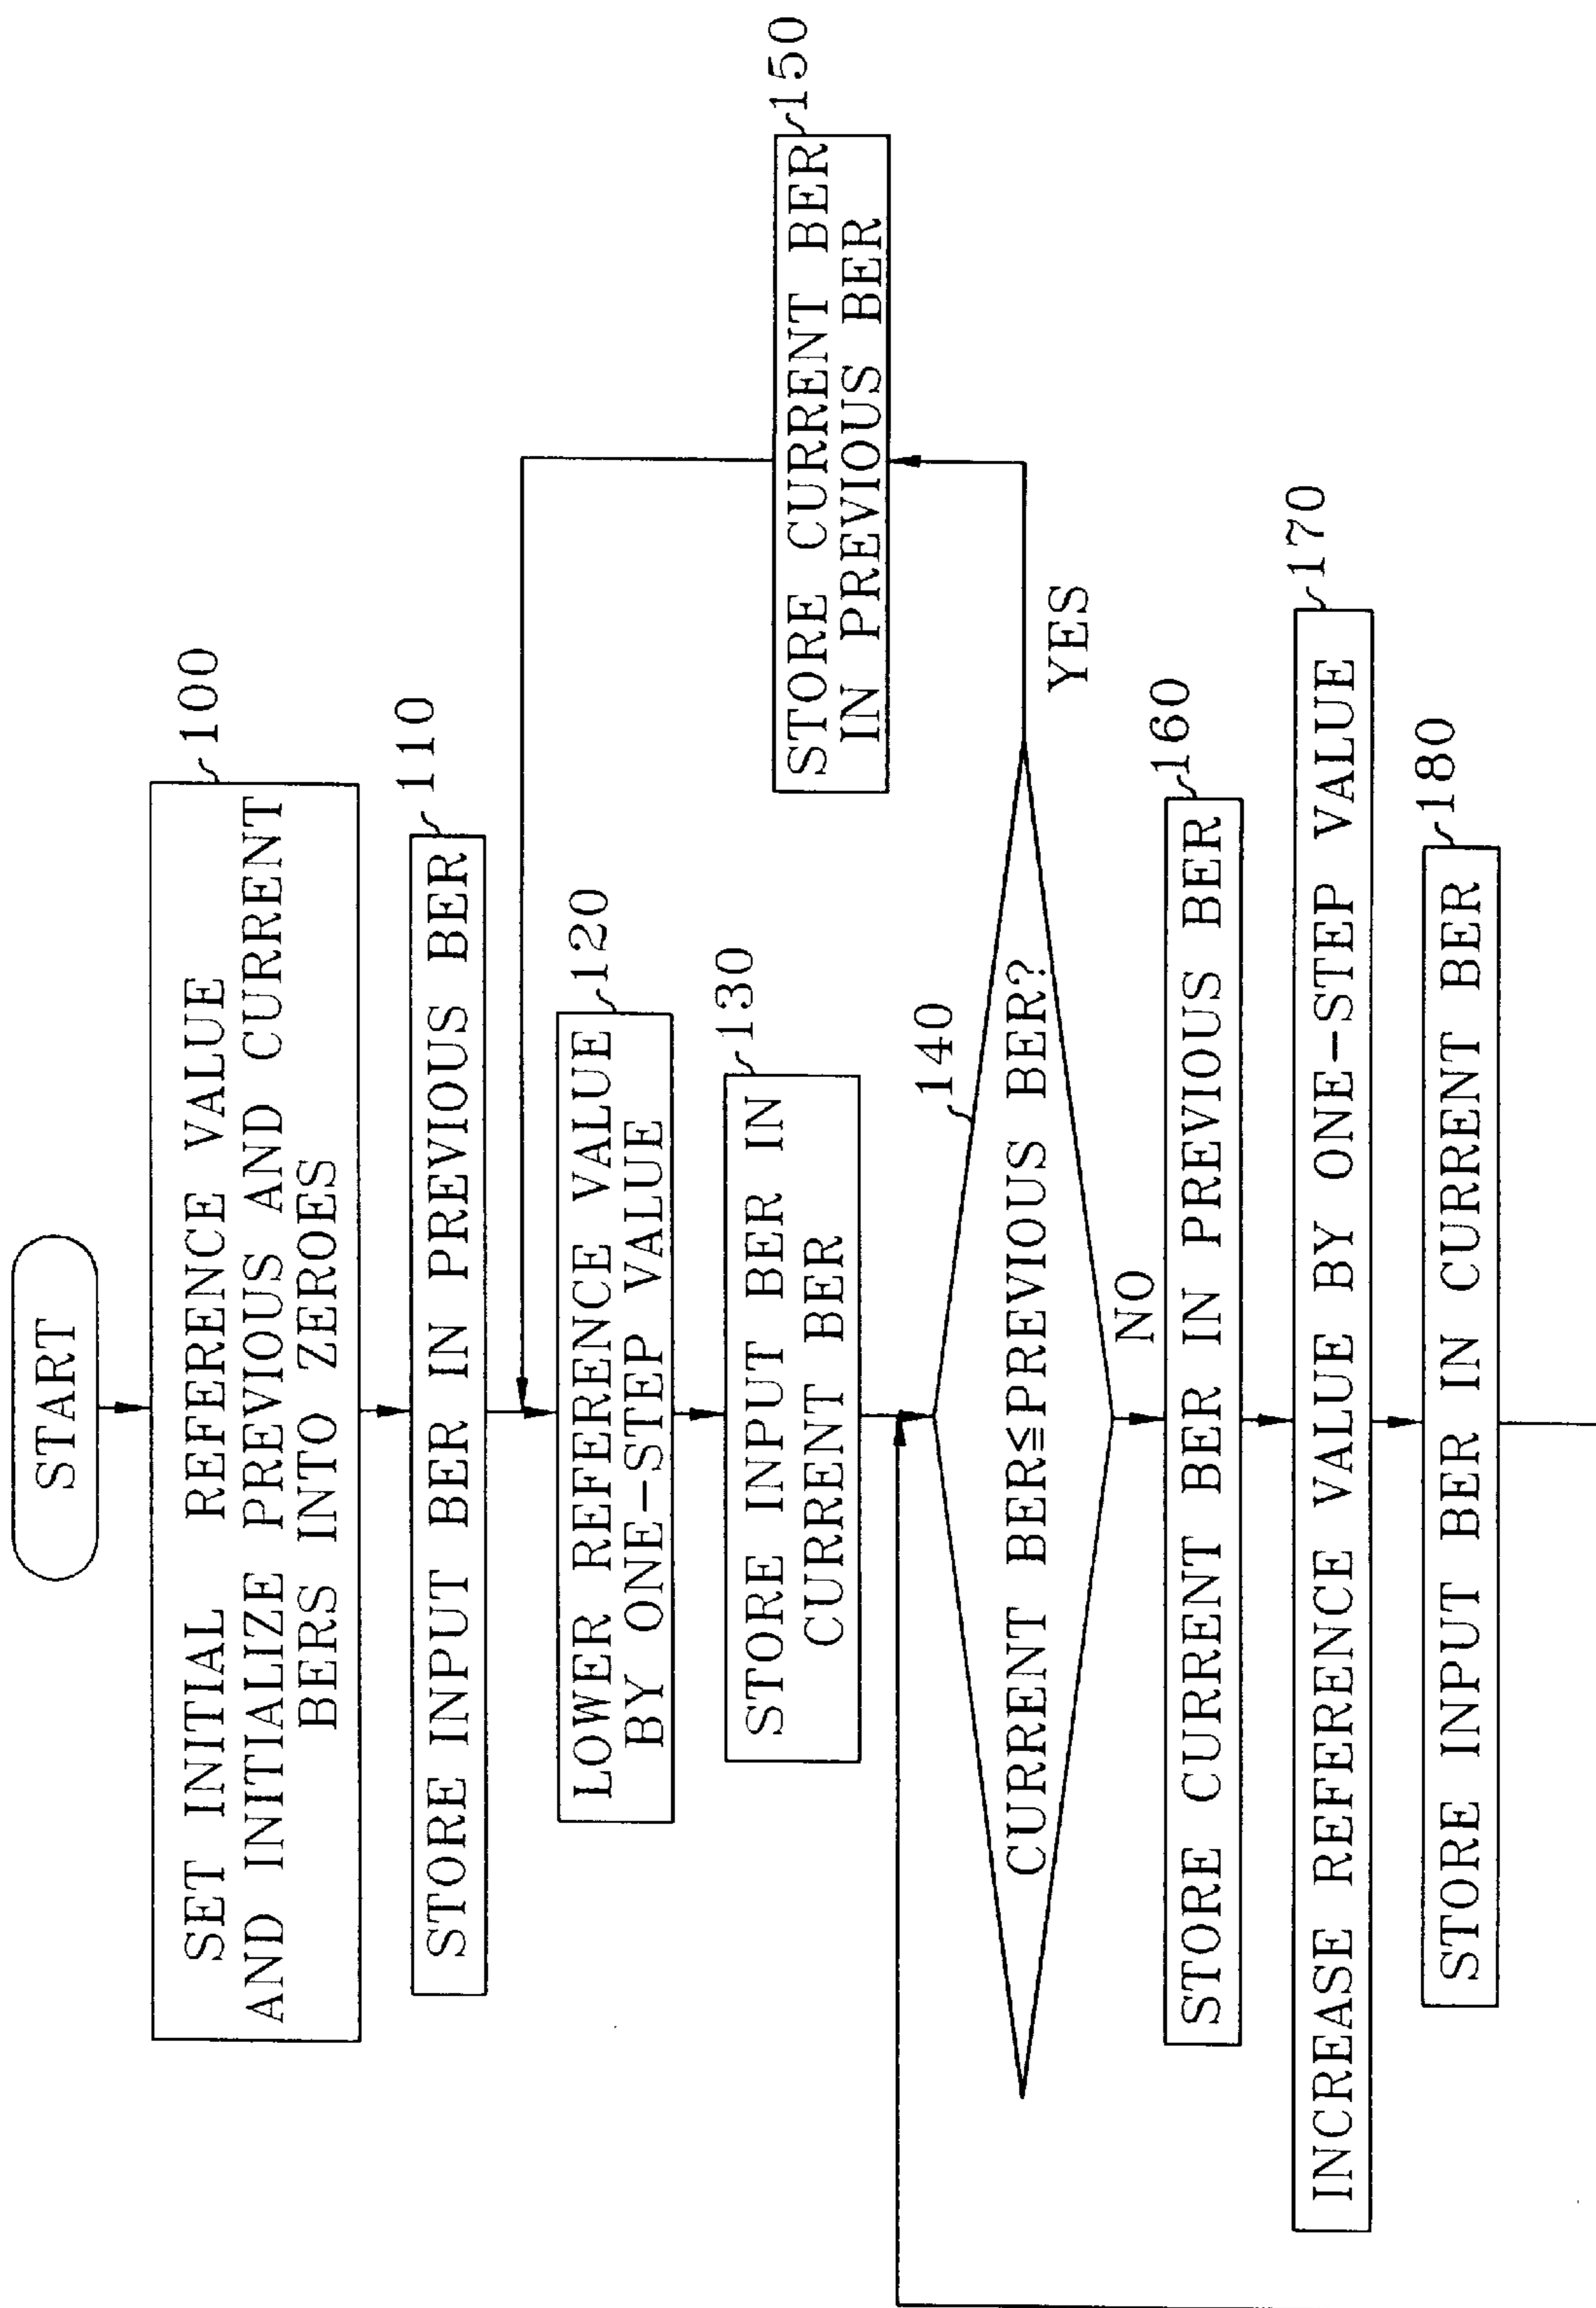 START
SET INITIAL REFERENCE VALUE
AND INITIALIZE PREVIOUS AND CURRENT
BERS INTO ZEROES
100
STORE INPUT BER IN PREVIOUS BER
110
LOWER REFERENCE VALUE
BY ONE-STEP VALUE
120
STORE INPUT BER IN
CURRENT BER
130
CURRENT BER≦PREVIOUS BER?
140
YES
STORE CURRENT BER
IN PREVIOUS BER
150
NO
STORE CURRENT BER IN PREVIOUS BER
160
INCREASE REFERENCE VALUE BY ONE-STEP VALUE
170
STORE INPUT BER IN CURRENT BER
180